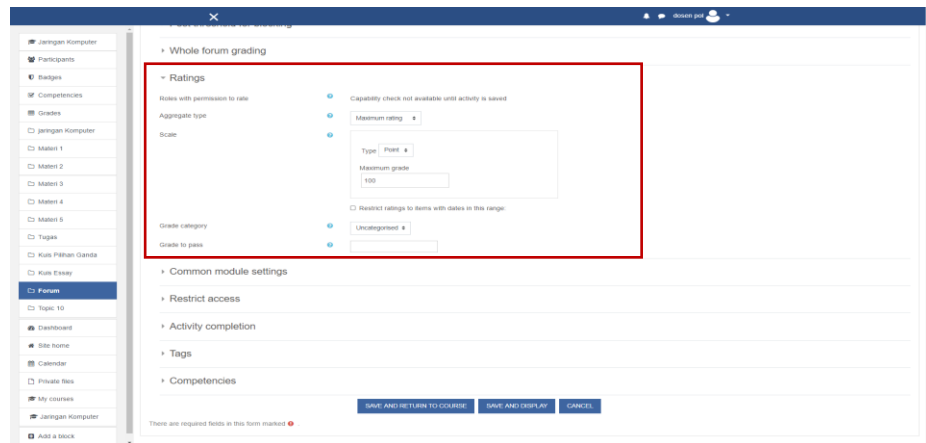 dosen pol
Jaringan Komputer
Participants
Badges
Competencies
Grades
jaringan Komputer
Materi 1
Materi 2
Materi 3
Materi 4
Materi 5
Tugas
Kuis Pilihan Ganda
Kuis Essay
Forum
Topic 10
Dashboard
Site home
Calendar
Private files
My courses
Jaringan Komputer
Add a block
Whole forum grading
Ratings
Roles with permission to rate
Capability check not available until activity is saved
Aggregate type
Maximum rating
Scale
Type Point
Maximum grade
100
Restrict ratings to items with dates in this range:
Grade category
Uncategorised
Grade to pass
Common module settings
Restrict access
Activity completion
Tags
Competencies
SAVE AND RETURN TO COURSE SAVE AND DISPLAY CANCEL
There are required fields in this form marked